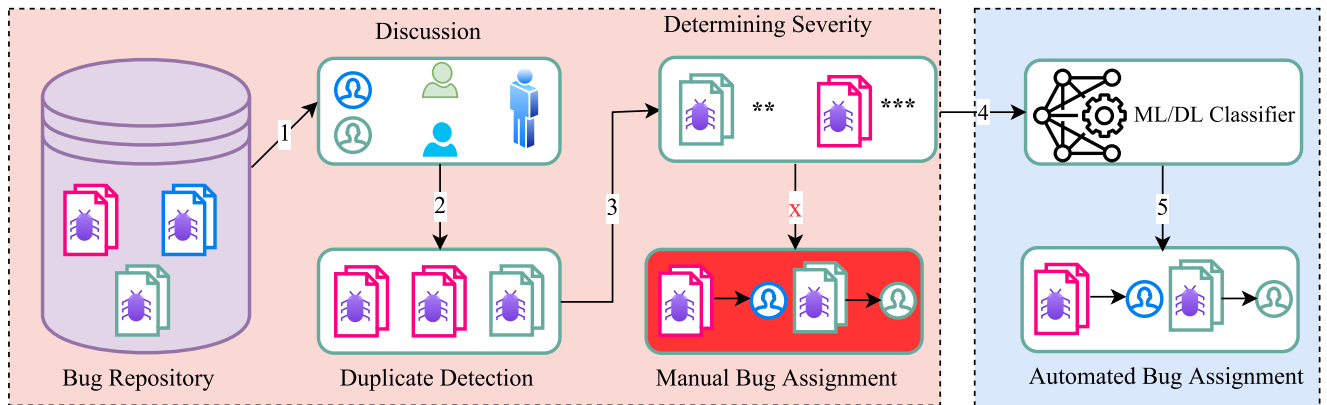 Discussion
Determining Severity
** ***
1
4
ML/DL Classifier
2
3
x
5
Bug Repository
Duplicate Detection
Manual Bug Assignment
Automated Bug Assignment